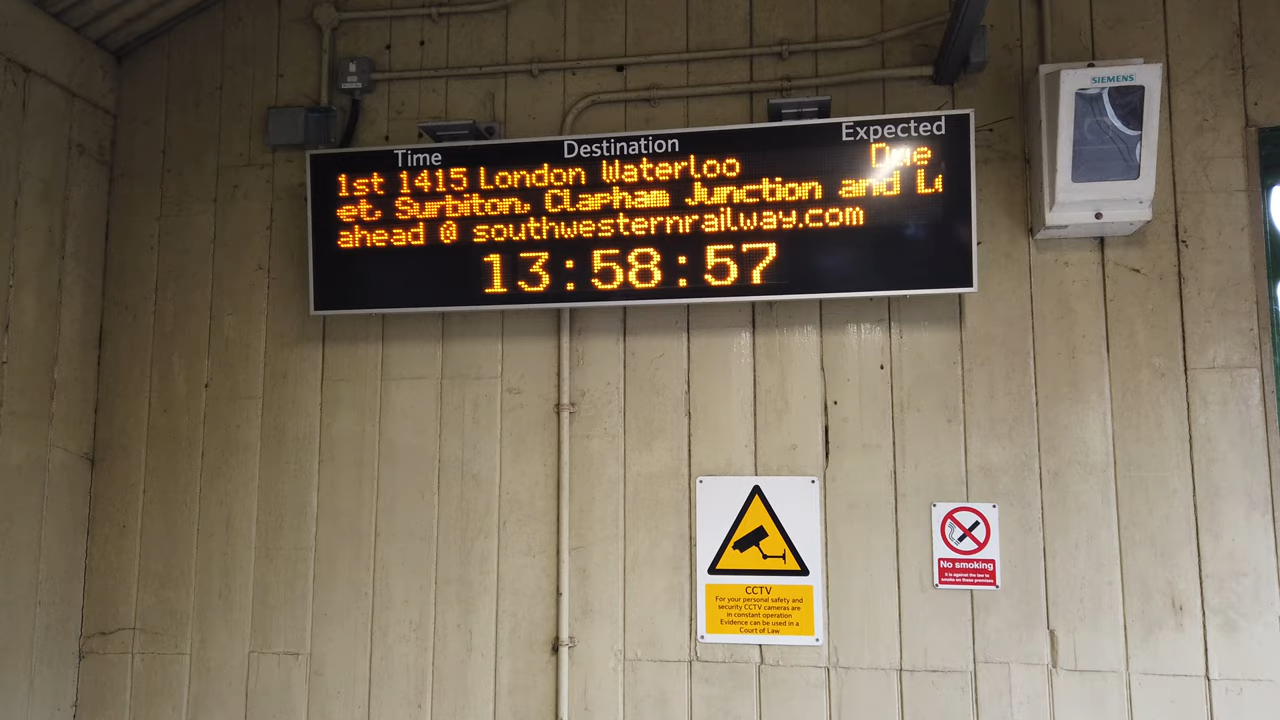 SIEMENS
Time Destination Expected
1st 1415 London Waterloo Due
et, Surbiton, Clapham Junction and Lo
ahead @ southwesternrailway.com
13:58:57
CCTV
For your personal safety and
security CCTV cameras are
in constant operation
Evidence can be used in a
Court of Law
No smoking
It is against the law to
smoke on these premises